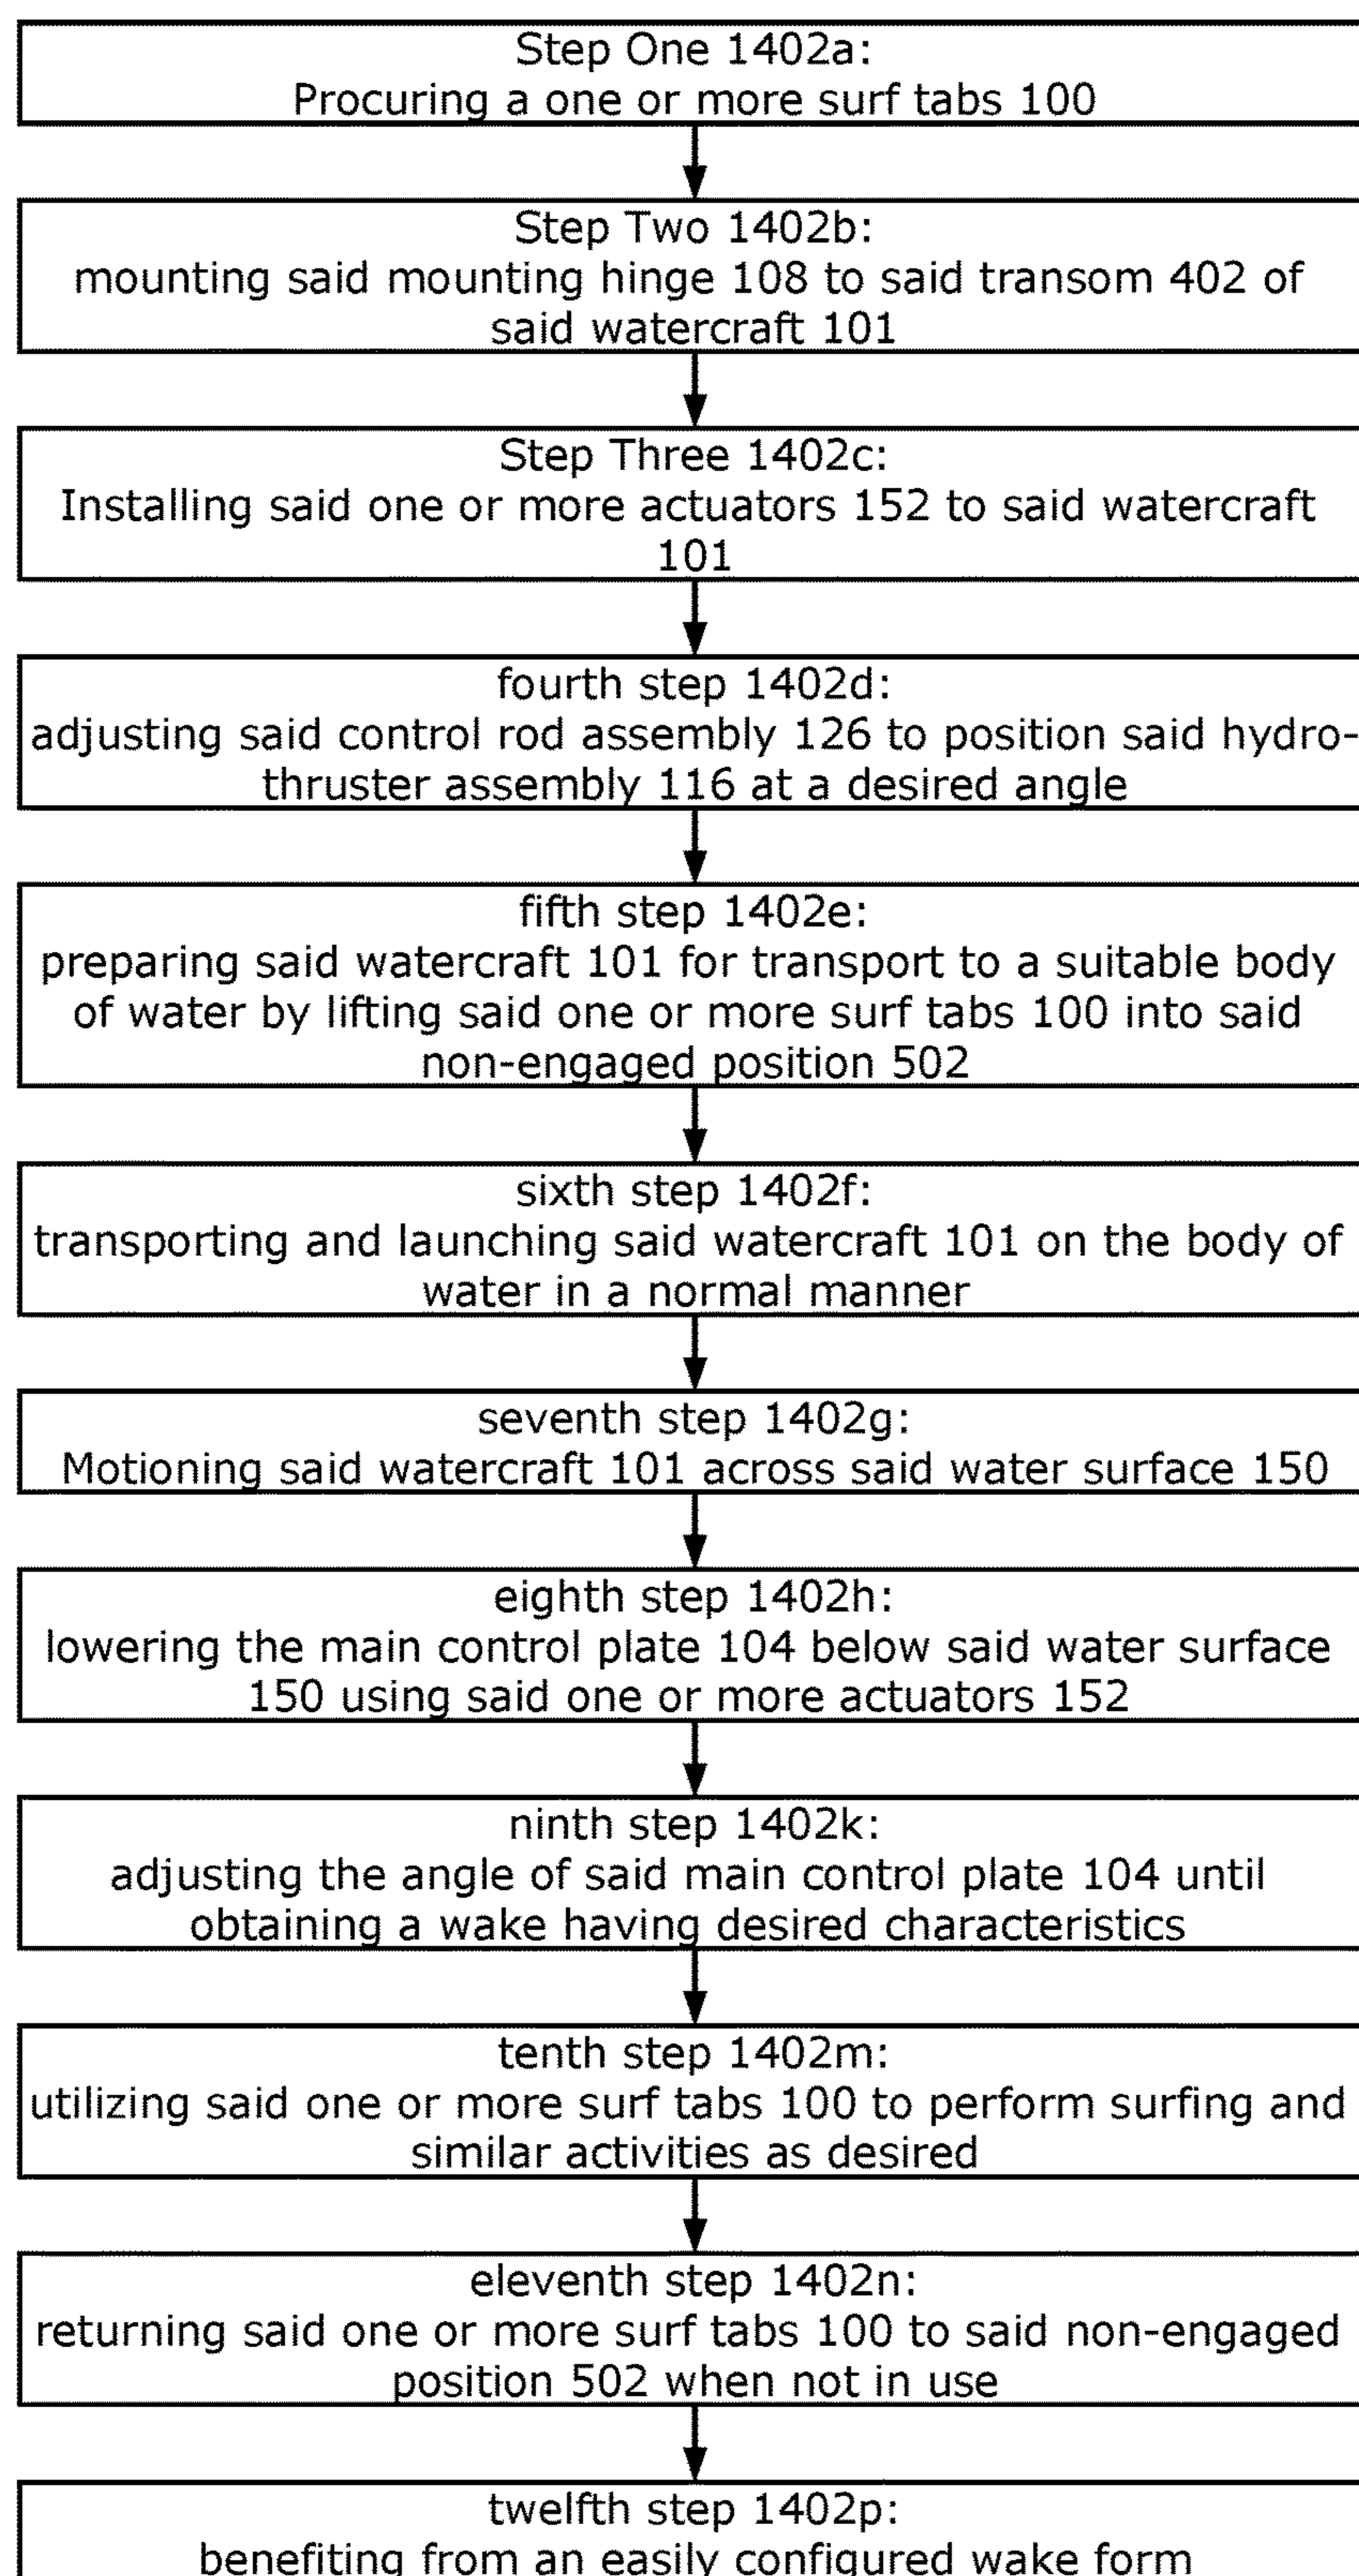 Step One 1402a:
Procuring a one or more surf tabs 100
Step Two 1402b:
mounting said mounting hinge 108 to said transom 402 of
said watercraft 101
Step Three 1402c:
Installing said one or more actuators 152 to said watercraft
101
fourth step 1402d:
adjusting said control rod assembly 126 to position said hydro-
thruster assembly 116 at a desired angle
fifth step 1402e:
preparing said watercraft 101 for transport to a suitable body
of water by lifting said one or more surf tabs 100 into said
non-engaged position 502
sixth step 1402f:
transporting and launching said watercraft 101 on the body of
water in a normal manner
seventh step 1402g:
Motioning said watercraft 101 across said water surface 150
eighth step 1402h:
lowering the main control plate 104 below said water surface
150 using said one or more actuators 152
ninth step 1402k:
adjusting the angle of said main control plate 104 until
obtaining a wake having desired characteristics
tenth step 1402m:
utilizing said one or more surf tabs 100 to perform surfing and
similar activities as desired
eleventh step 1402n:
returning said one or more surf tabs 100 to said non-engaged
position 502 when not in use
twelfth step 1402p:
benefiting from an easily configured wake form